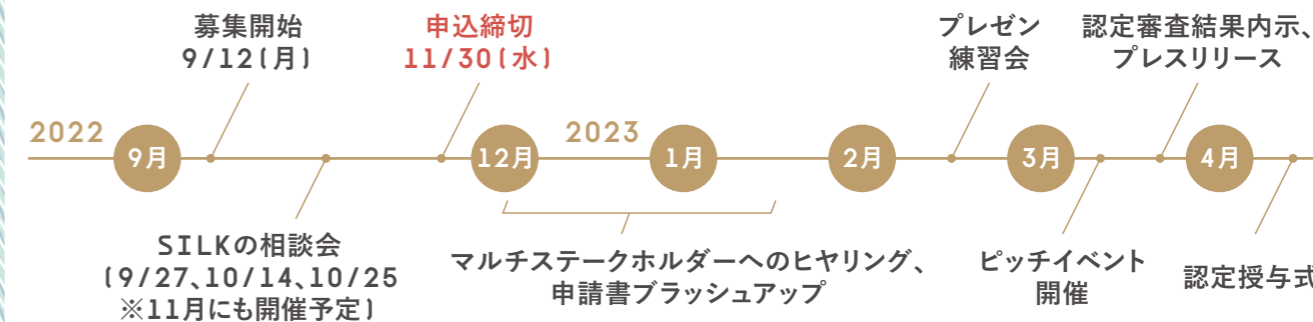 募集開始
9/12(月)
申込締切
11/30(水)
プレゼン
練習会
認定審査結果内示、
プレスリリース
2022
9月
12月
2023
1月
2月
3月
4月
SILKの相談会
(9/27、10/14、10/25
※11月にも開催予定)
マルチステークホルダーへのヒヤリング、
申請書ブラッシュアップ
ピッチイベント
開催
認定授与式